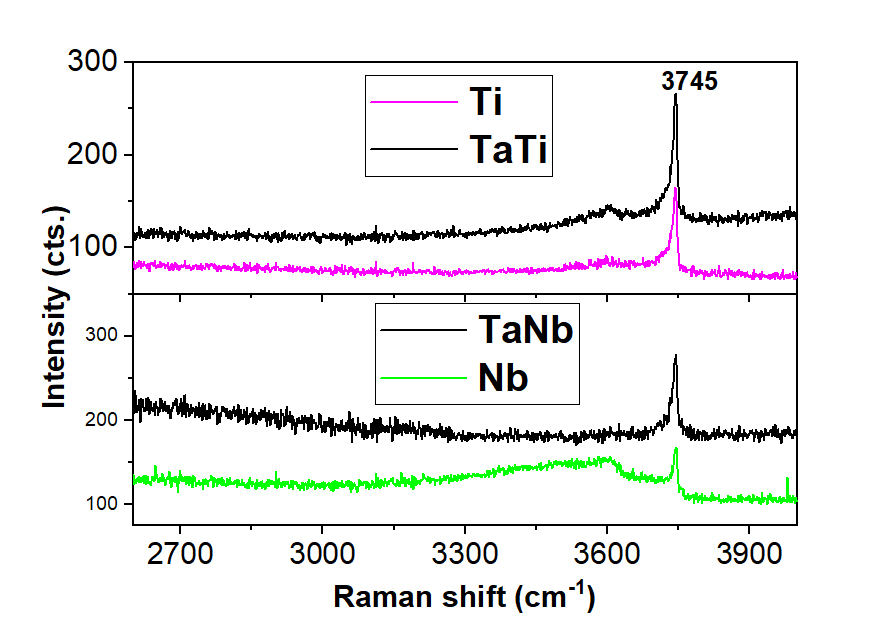 300
3745
Ti
TaTi
200
100
Intensity (cts.)
TaNb
300
Nb
200
100
2700 3000 3300 3600 3900
Raman shift (cm-1)